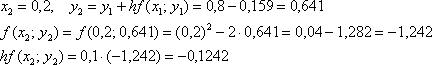 x₂ = 0,2, y₂ = y₁ + hf(x₁; y₁) = 0,8 − 0,159 = 0,641
f(x₂; y₂) = f(0,2; 0,641) = (0,2)² − 2·0,641 = 0,04 − 1,282 = −1,242
hf(x₂; y₂) = 0,1·(−1,242) = −0,1242